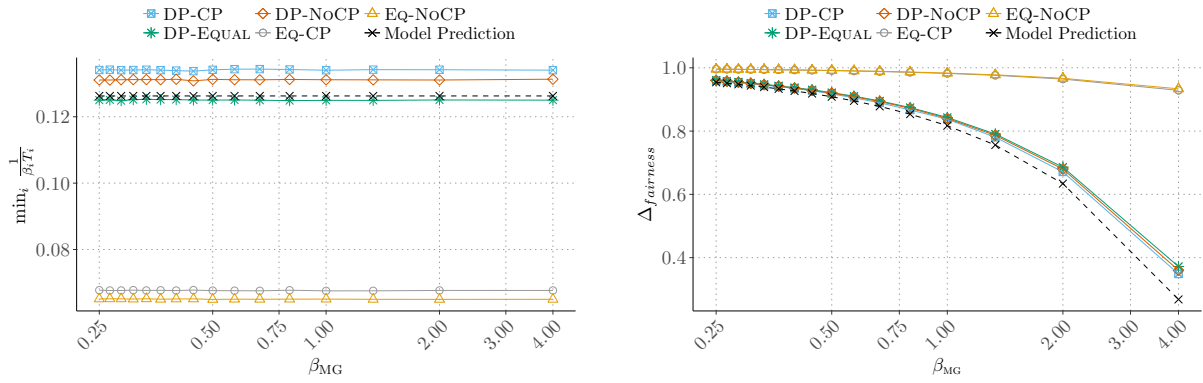 DP-CP DP-NOCP EQ-NOCP
DP-EQUAL EQ-CP Model Prediction
min_i 1/(β_i T_i)
0.12
0.10
0.08
0.25 0.50 0.75 1.00 2.00 3.00 4.00
β_MG
DP-CP DP-NOCP EQ-NOCP
DP-EQUAL EQ-CP Model Prediction
Δ_fairness
1.0
0.8
0.6
0.4
0.25 0.50 0.75 1.00 2.00 3.00 4.00
β_MG